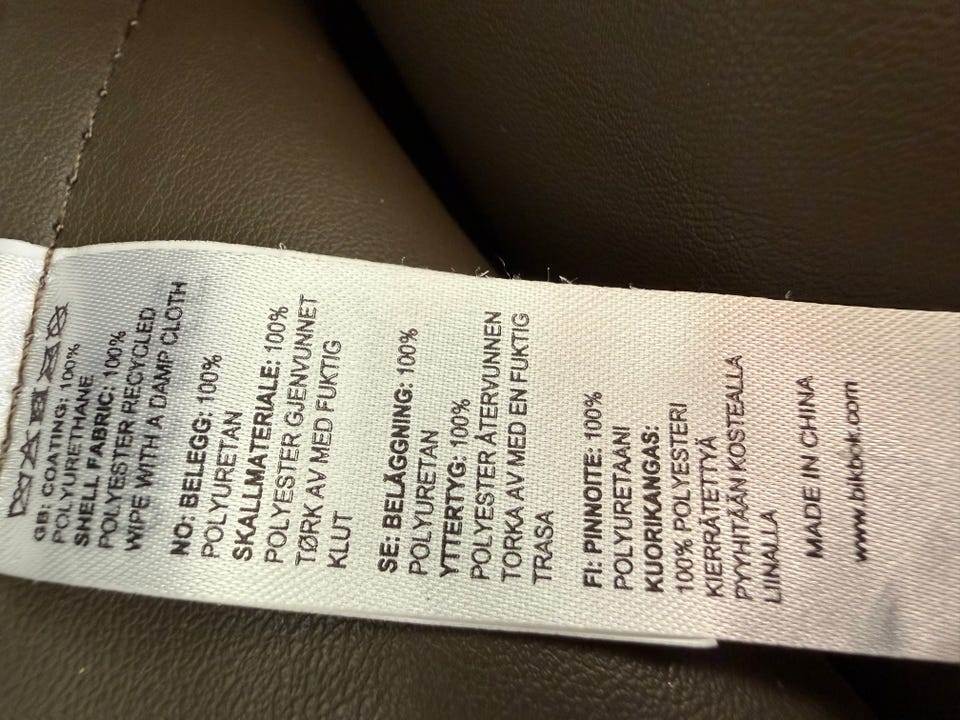 GB: COATING: 100%
POLYURETHANE
SHELL FABRIC: 100%
POLYESTER RECYCLED
WIPE WITH A DAMP CLOTH
NO: BELEGG: 100%
POLYURETAN
SKALLMATERIALE: 100%
POLYESTER GJENVUNNET
TØRK AV MED FUKTIG
KLUT
SE: BELÄGGNING: 100%
POLYURETAN
YTTERTYG: 100%
POLYESTER ÅTERVUNNEN
TORKA AV MED EN FUKTIG
TRASA
FI: PINNOITE: 100%
POLYURETAANI
KUORIKANGAS:
100% POLYESTERI
KIERRÄTETTYÄ
PYYHITÄÄN KOSTEALLA
LIINALLA
MADE IN CHINA
www.bikbok.com